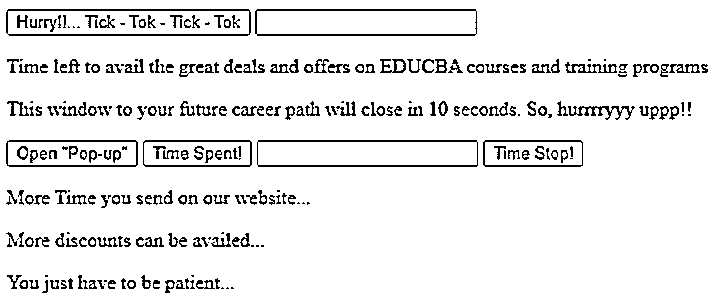 Hurry!!... Tick - Tok - Tick - Tok
Time left to avail the great deals and offers on EDUCBA courses and training programs
This window to your future career path will close in 10 seconds. So, hurrrryyy uppp!!
Open "Pop-up" Time Spent! Time Stop!
More Time you send on our website...
More discounts can be availed...
You just have to be patient...